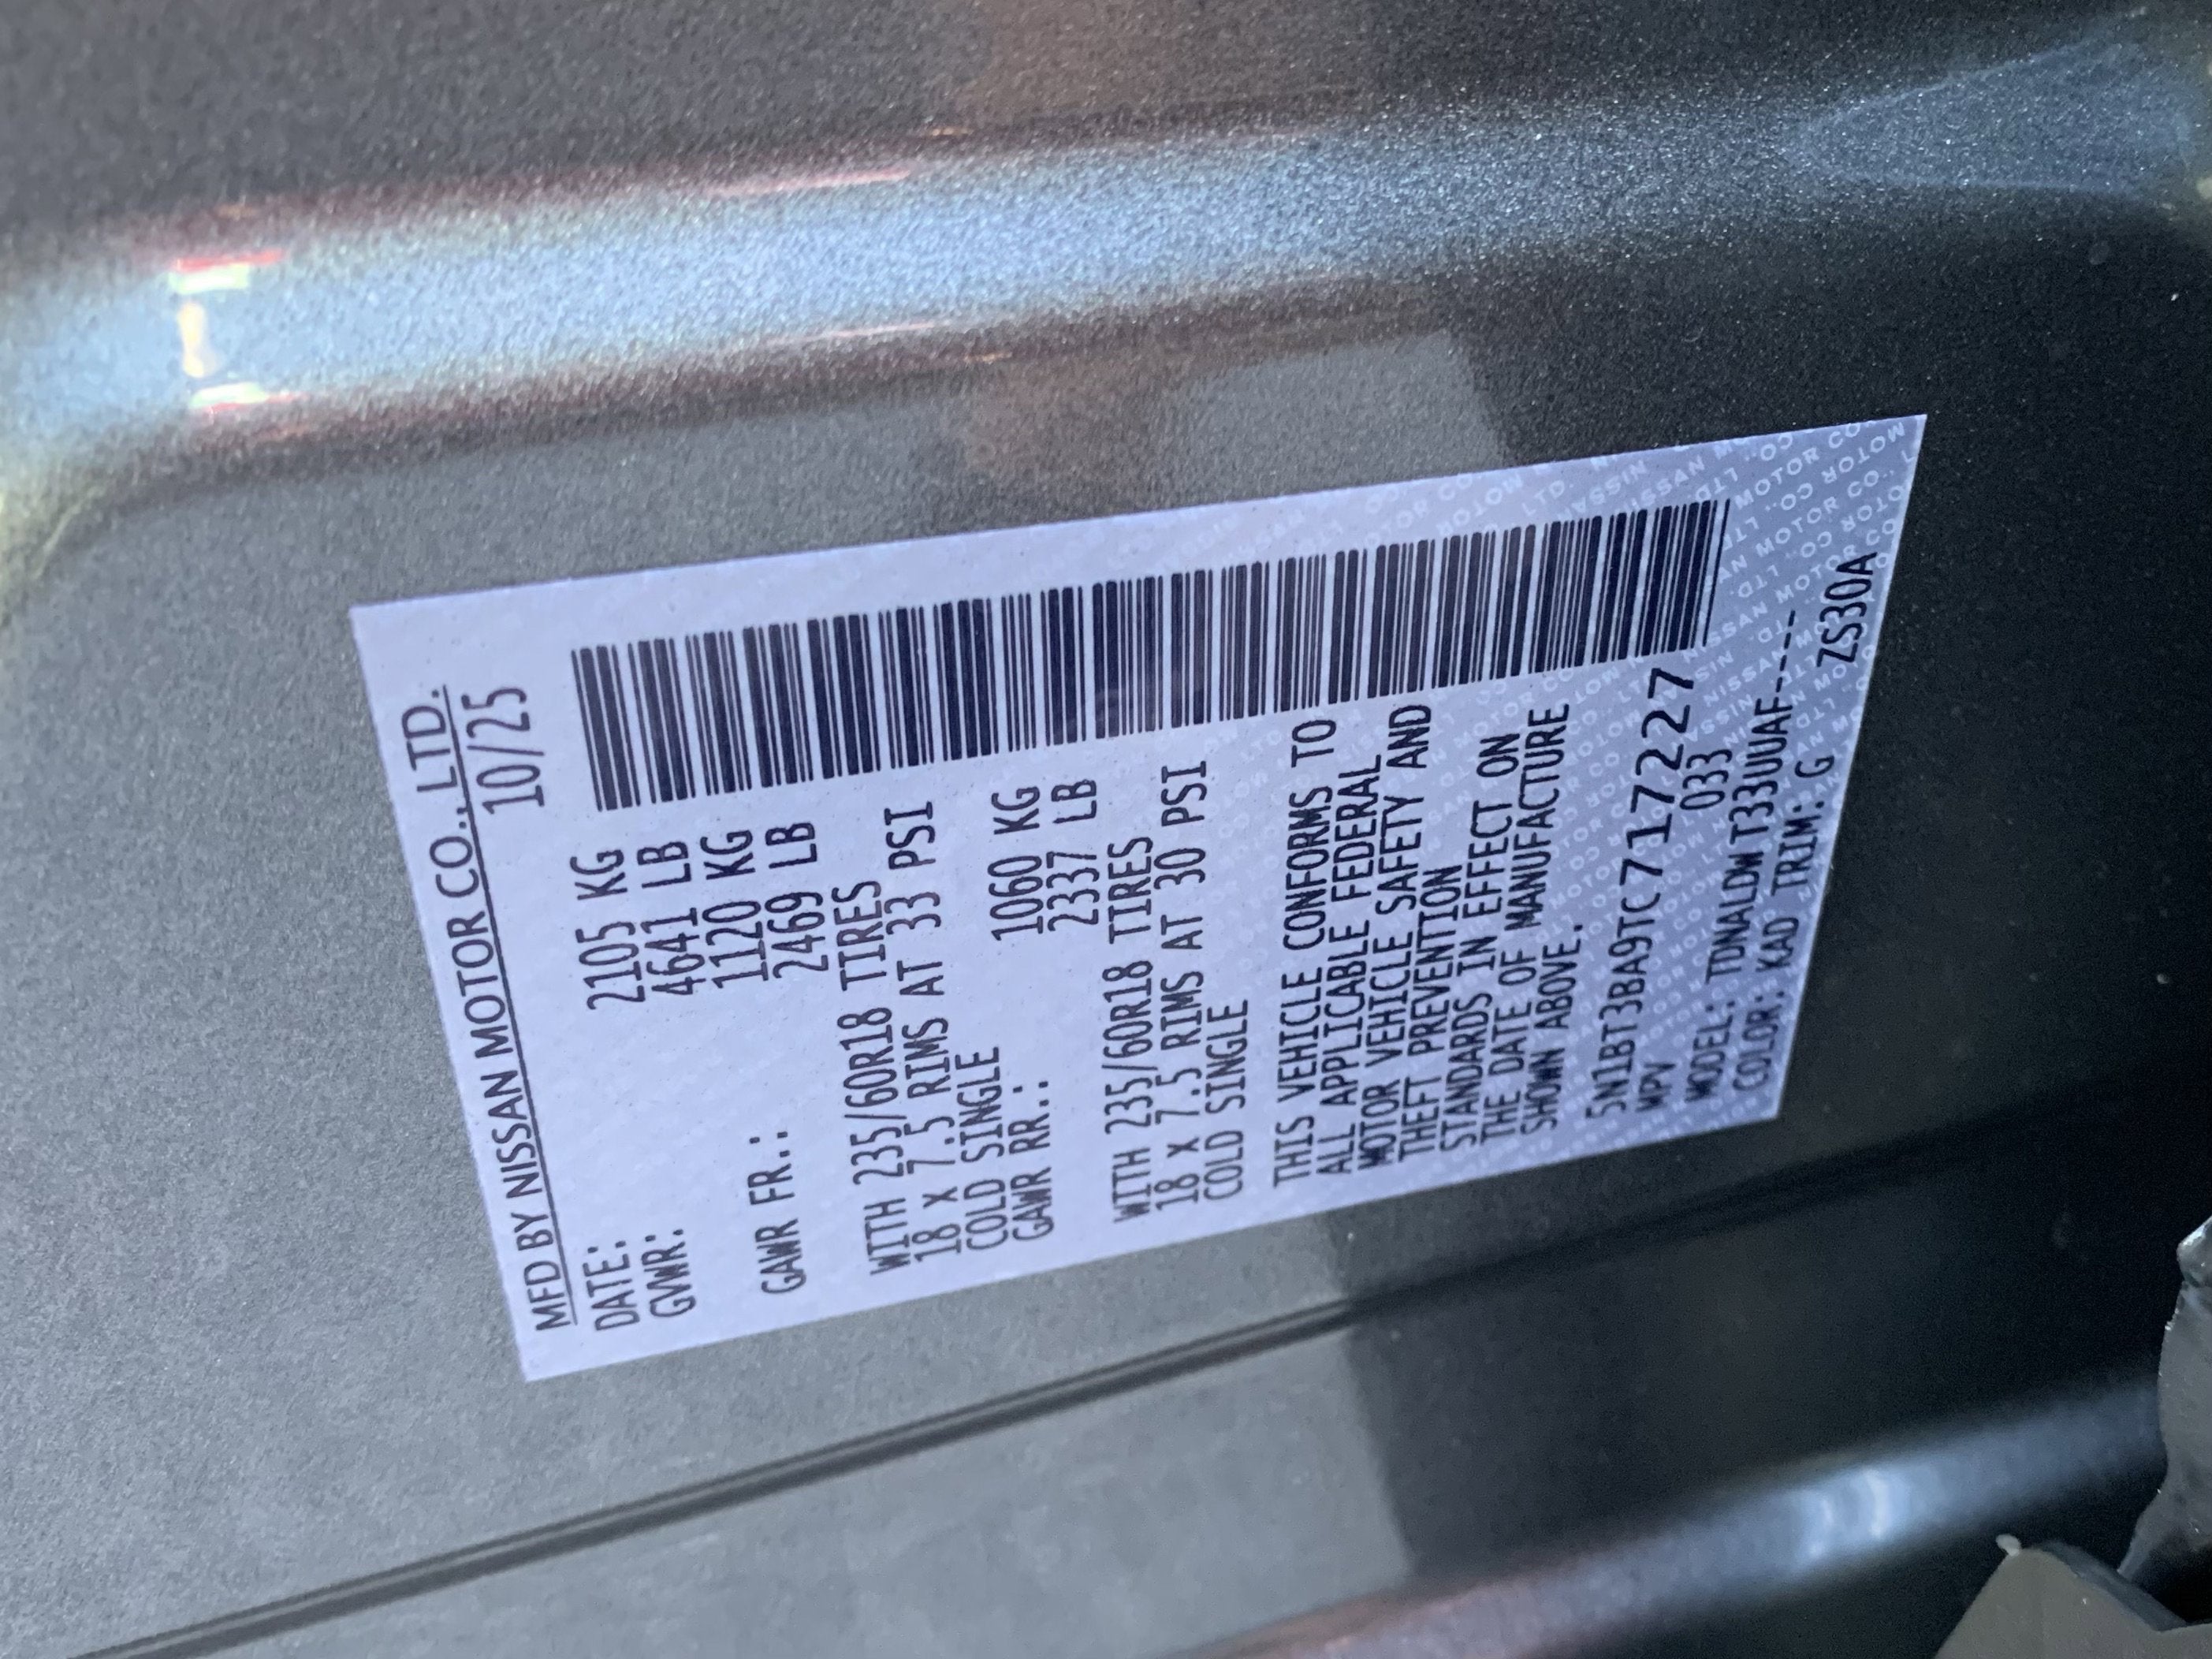 MFD BY NISSAN MOTOR CO., LTD.
DATE: 10/25
GVWR: 2105 KG
4641 LB
1120 KG
GAWR FR.: 2469 LB
WITH 235/60R18 TIRES
18 X 7.5 RIMS AT 33 PSI
COLD SINGLE
GAWR RR.: 1060 KG
2337 LB
WITH 235/60R18 TIRES
18 X 7.5 RIMS AT 30 PSI
COLD SINGLE
THIS VEHICLE CONFORMS TO
ALL APPLICABLE FEDERAL
MOTOR VEHICLE SAFETY AND
THEFT PREVENTION
STANDARDS IN EFFECT ON
THE DATE OF MANUFACTURE
SHOWN ABOVE.
5N1BT3BA9TC717227
MPV 033
MODEL: TDNALDWT33UUAF----
COLOR: KAD TRIM: G ZS30A